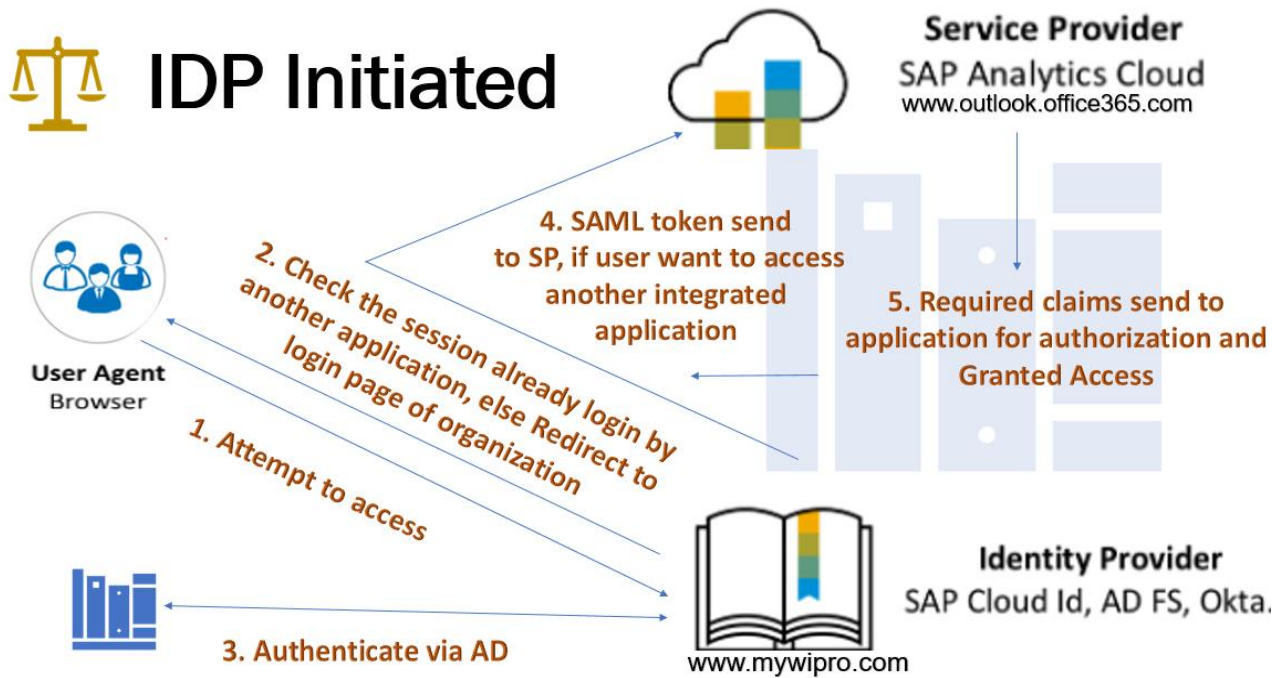 IDP Initiated
Service Provider
SAP Analytics Cloud
www.outlook.office365.com
User Agent
Browser
1. Attempt to access
2. Check the session already login by
another application, else Redirect to
login page of organization
3. Authenticate via AD
4. SAML token send
to SP, if user want to access
another integrated
application
5. Required claims send to
application for authorization and
Granted Access
Identity Provider
SAP Cloud Id, AD FS, Okta.
www.mywipro.com